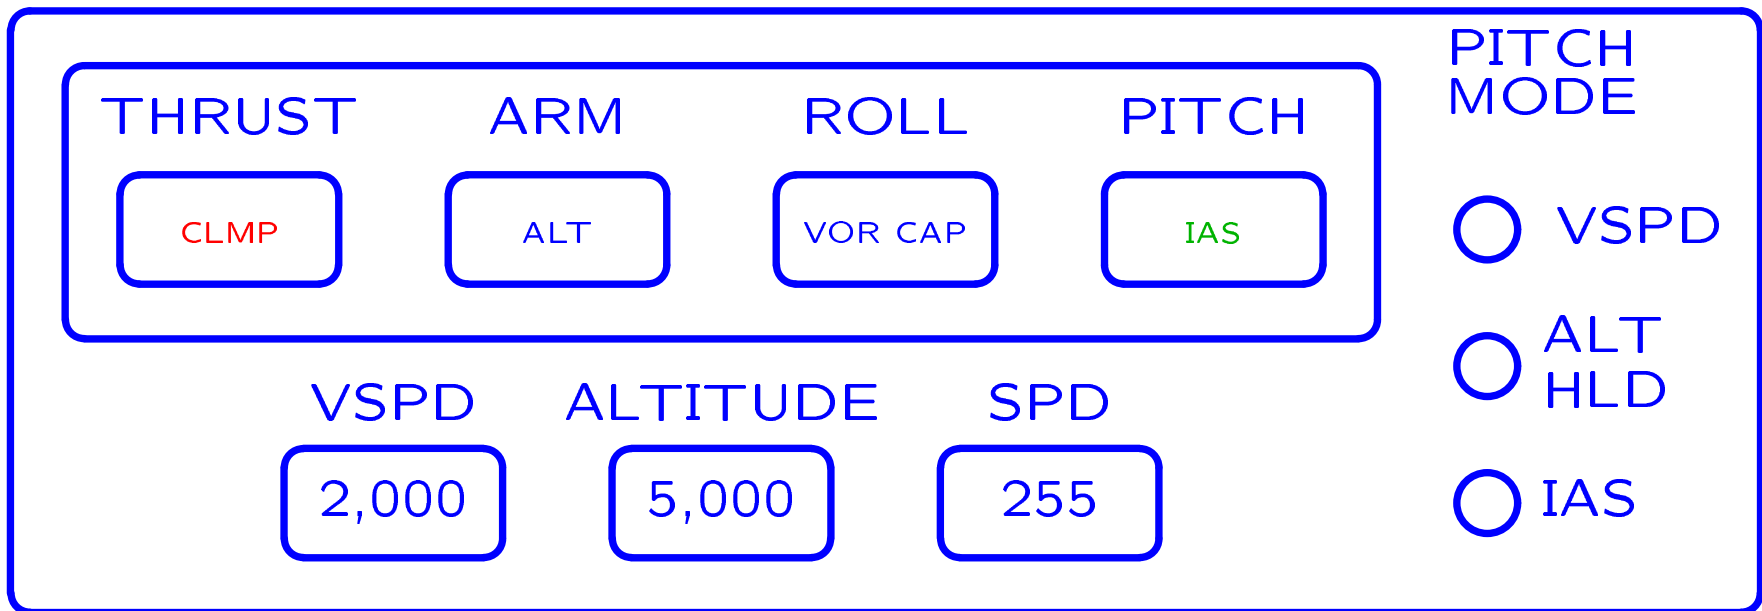 PITCH
MODE
THRUST ARM ROLL PITCH
CLMP ALT VOR CAP IAS
VSPD
ALT
HLD
VSPD ALTITUDE SPD
2,000 5,000 255
IAS